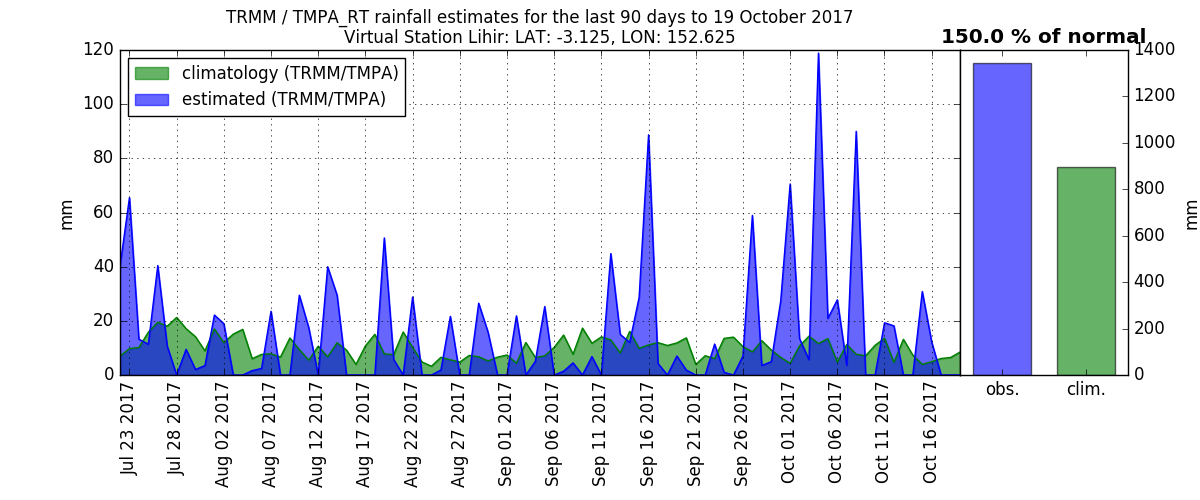 TRMM / TMPA_RT rainfall estimates for the last 90 days to 19 October 2017
Virtual Station Lihir: LAT: -3.125, LON: 152.625
150.0 % of normal
climatology (TRMM/TMPA)
estimated (TRMM/TMPA)
120
100
80
60
40
20
0
mm
1400
1200
1000
800
600
400
200
0
mm
Jul 23 2017
Jul 28 2017
Aug 02 2017
Aug 07 2017
Aug 12 2017
Aug 17 2017
Aug 22 2017
Aug 27 2017
Sep 01 2017
Sep 06 2017
Sep 11 2017
Sep 16 2017
Sep 21 2017
Sep 26 2017
Oct 01 2017
Oct 06 2017
Oct 11 2017
Oct 16 2017
obs.
clim.